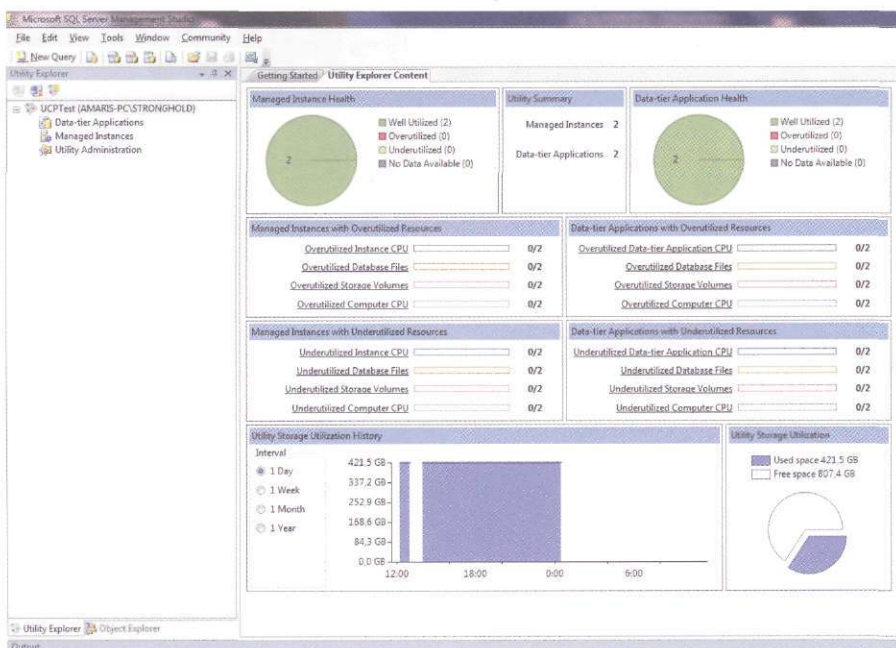 Microsoft SQL Server Management Studio
File Edit View Tools Window Community Help
New Query
Utility Explorer
UCPTest (AMARIS-PC\STRONGHOLD)
Data-tier Applications
Managed Instances
Utility Administration
Getting Started
Utility Explorer Content
Managed Instance Health
2
Well Utilized (2)
Overutilized (0)
Underutilized (0)
No Data Available (0)
Utility Summary
Managed Instances 2
Data-tier Applications 2
Data-tier Application Health
2
Well Utilized (2)
Overutilized (0)
Underutilized (0)
No Data Available (0)
Managed Instances with Overutilized Resources
Overutilized Instance CPU 0/2
Overutilized Database Files 0/2
Overutilized Storage Volumes 0/2
Overutilized Computer CPU 0/2
Data-tier Applications with Overutilized Resources
Overutilized Data-tier Application CPU 0/2
Overutilized Database Files 0/2
Overutilized Storage Volumes 0/2
Overutilized Computer CPU 0/2
Managed Instances with Underutilized Resources
Underutilized Instance CPU 0/2
Underutilized Database Files 0/2
Underutilized Storage Volumes 0/2
Underutilized Computer CPU 0/2
Data-tier Applications with Underutilized Resources
Underutilized Data-tier Application CPU 0/2
Underutilized Database Files 0/2
Underutilized Storage Volumes 0/2
Underutilized Computer CPU 0/2
Utility Storage Utilization History
Interval
1 Day
1 Week
1 Month
1 Year
421.5 GB
337,2 GB
252,9 GB
168,6 GB
84,3 GB
0,0 GB
12:00 18:00 0:00 6:00
Utility Storage Utilization
Used space 421.5 GB
Free space 807.4 GB
Utility Explorer
Object Explorer
Output